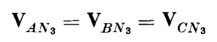 V_{AN_3} = V_{BN_3} = V_{CN_3}